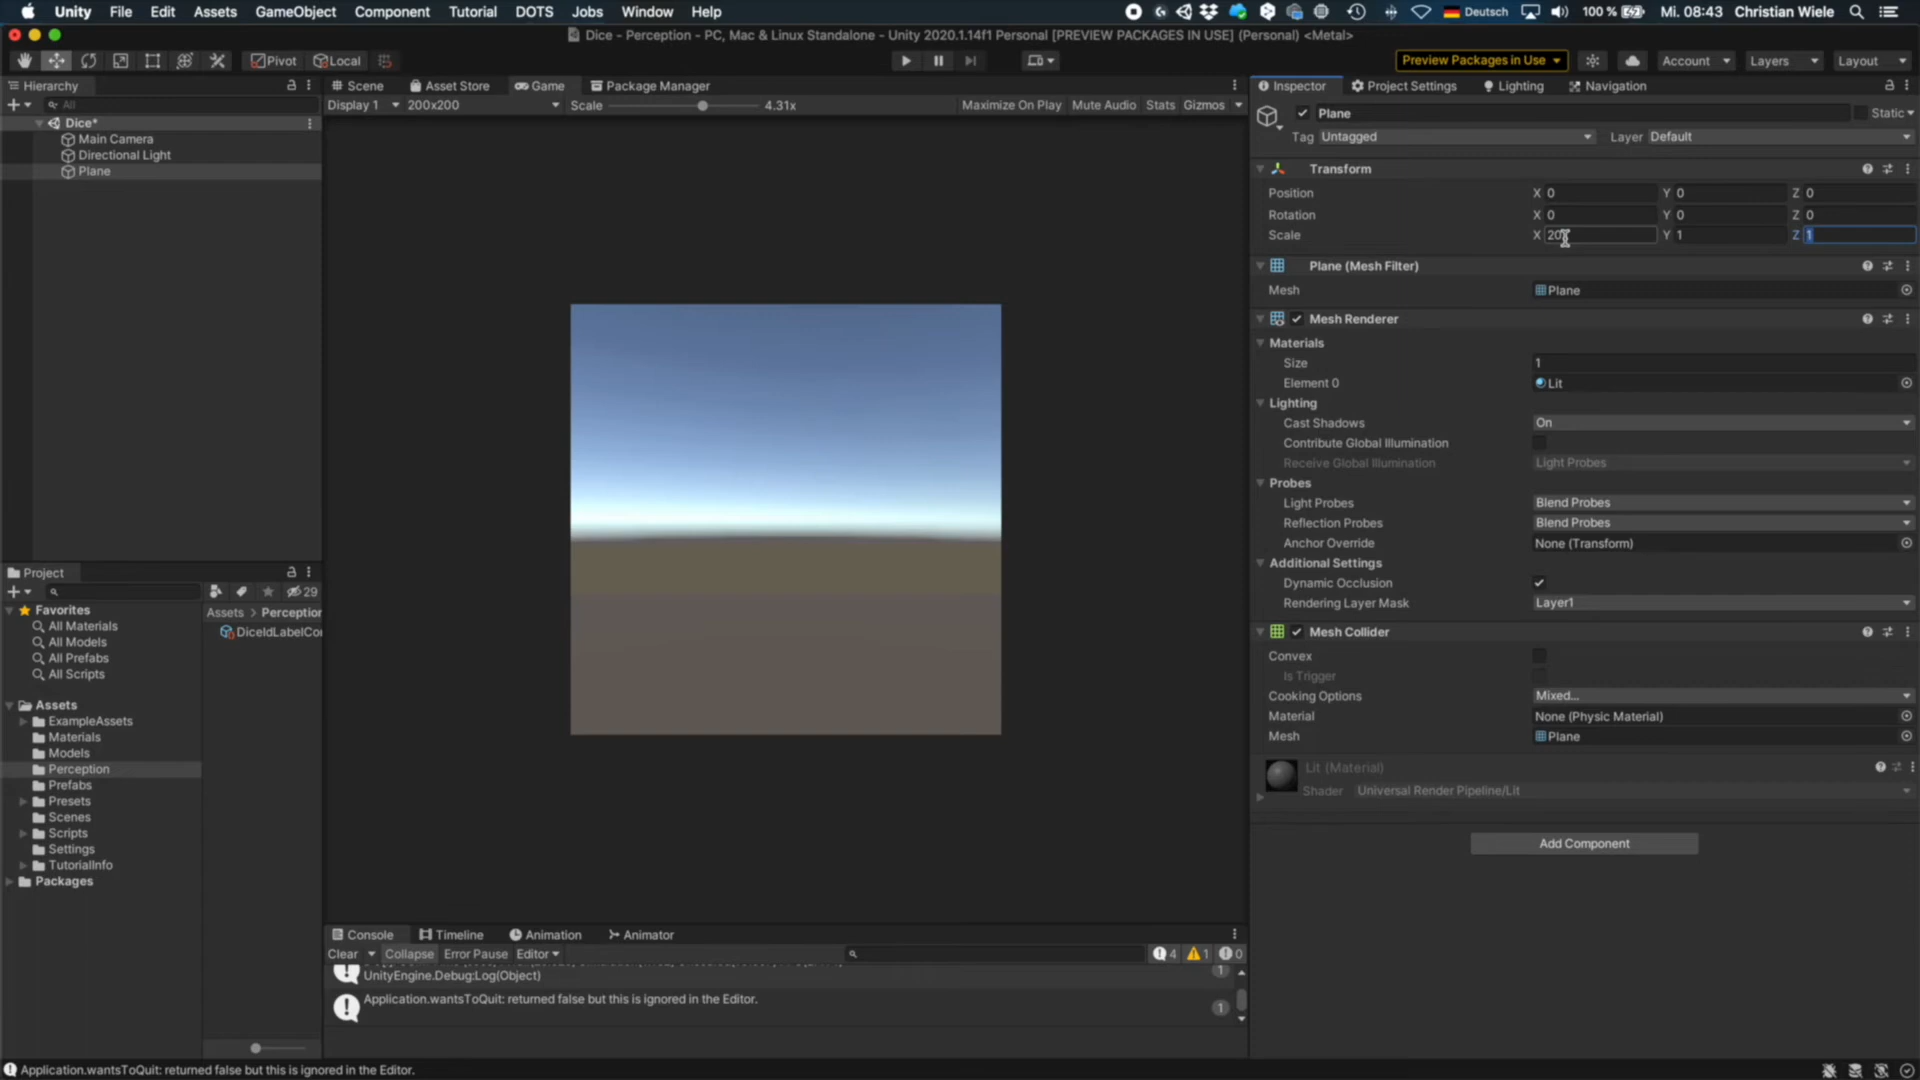 Unity File Edit Assets GameObject Component Perception Tutorial DOTS Jobs Window Help Deutsch 100 % Mi. 08:43 Christian Wiele
Dice - Perception - PC, Mac & Linux Standalone - Unity 2020.1.14f1 Personal [PREVIEW PACKAGES IN USE] (Personal) <Metal>
Pivot Local Preview Packages in Use Account Layers Layout
Hierarchy Scene Asset Store Game Package Manager Inspector Project Settings Lighting Navigation
All Display 1 200x200 Scale 4.31x Maximize On Play Mute Audio Stats Gizmos
Plane Static
Dice*
Main Camera
Directional Light
Plane
Tag Untagged Layer Default
Transform
Position X 0 Y 0 Z 0
Rotation X 0 Y 0 Z 0
Scale X 20 Y 1 Z 1
Plane (Mesh Filter)
Mesh Plane
Mesh Renderer
Materials
Size 1
Element 0 Lit
Lighting
Cast Shadows On
Contribute Global Illumination
Receive Global Illumination Light Probes
Probes
Light Probes Blend Probes
Reflection Probes Blend Probes
Anchor Override None (Transform)
Additional Settings
Dynamic Occlusion
Rendering Layer Mask Layer1
Mesh Collider
Convex
Is Trigger
Cooking Options Mixed...
Material None (Physic Material)
Mesh Plane
Lit (Material)
Shader Universal Render Pipeline/Lit
Add Component
Project
29
Favorites
All Materials
All Models
All Prefabs
All Scripts
Assets
ExampleAssets
Materials
Models
Perception
Prefabs
Presets
Scenes
Scripts
Settings
TutorialInfo
Packages
Assets > Perception
DiceIdLabelCor
Console Timeline Animation Animator
Clear Collapse Error Pause Editor 4 1 0
UnityEngine.Debug:Log(Object) 1
Application.wantsToQuit: returned false but this is ignored in the Editor. 1
Application.wantsToQuit: returned false but this is ignored in the Editor.